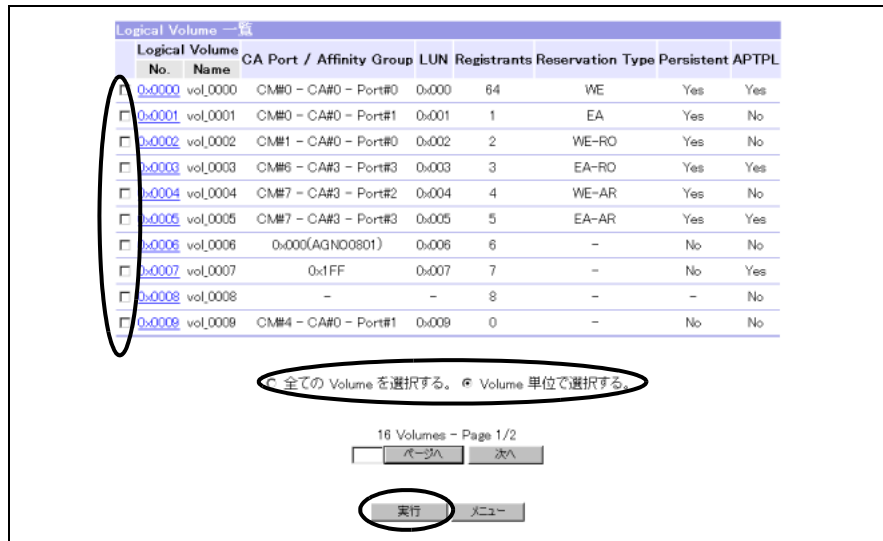 Logical Volume 一覧
Logical Volume CA Port / Affinity Group LUN Registrants Reservation Type Persistent APTPL
No. Name
0x0000 vol_0000 CM#0 - CA#0 - Port#0 0x000 64 WE Yes Yes
0x0001 vol_0001 CM#0 - CA#0 - Port#1 0x001 1 EA Yes No
0x0002 vol_0002 CM#1 - CA#0 - Port#0 0x002 2 WE-RO Yes No
0x0003 vol_0003 CM#6 - CA#3 - Port#3 0x003 3 EA-RO Yes Yes
0x0004 vol_0004 CM#7 - CA#3 - Port#2 0x004 4 WE-AR Yes No
0x0005 vol_0005 CM#7 - CA#3 - Port#3 0x005 5 EA-AR Yes Yes
0x0006 vol_0006 0x000(AGNO0801) 0x006 6 - No No
0x0007 vol_0007 0x1FF 0x007 7 - No Yes
0x0008 vol_0008 - - 8 - - No
0x0009 vol_0009 CM#4 - CA#0 - Port#1 0x009 0 - No No
全ての Volume を選択する。 Volume 単位で選択する。
16 Volumes - Page 1/2
ページへ 次へ
実行 メニュー